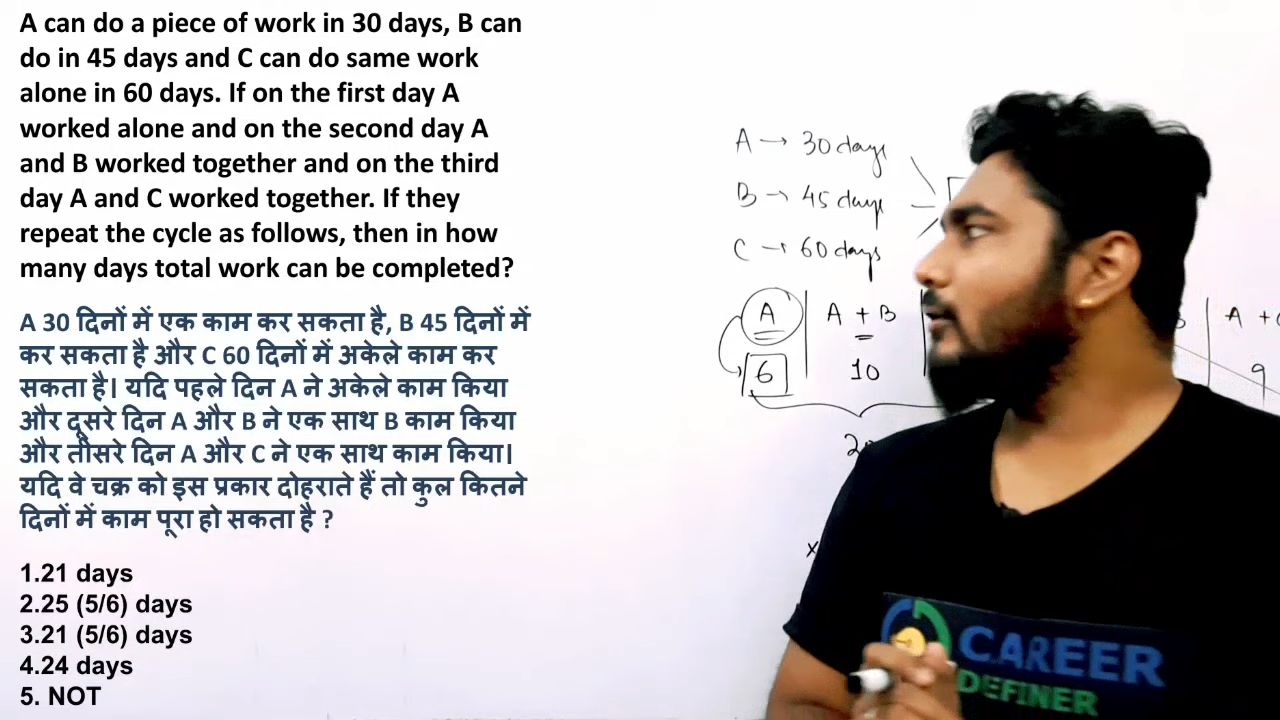 A can do a piece of work in 30 days, B can
do in 45 days and C can do same work
alone in 60 days. If on the first day A
worked alone and on the second day A
and B worked together and on the third
day A and C worked together. If they
repeat the cycle as follows, then in how
many days total work can be completed?
A 30 दिनों में एक काम कर सकता है, B 45 दिनों में
कर सकता है और C 60 दिनों में अकेले काम कर
सकता है। यदि पहले दिन A ने अकेले काम किया
और दूसरे दिन A और B ने एक साथ B काम किया
और तीसरे दिन A और C ने एक साथ काम किया।
यदि वे चक्र को इस प्रकार दोहराते हैं तो कुल कितने
दिनों में काम पूरा हो सकता है ?
1.21 days
2.25 (5/6) days
3.21 (5/6) days
4.24 days
5. NOT
A → 30 days
B → 45 days
C → 60 days
A | A + B | A +
6 10 9
CAREER
DEFINER